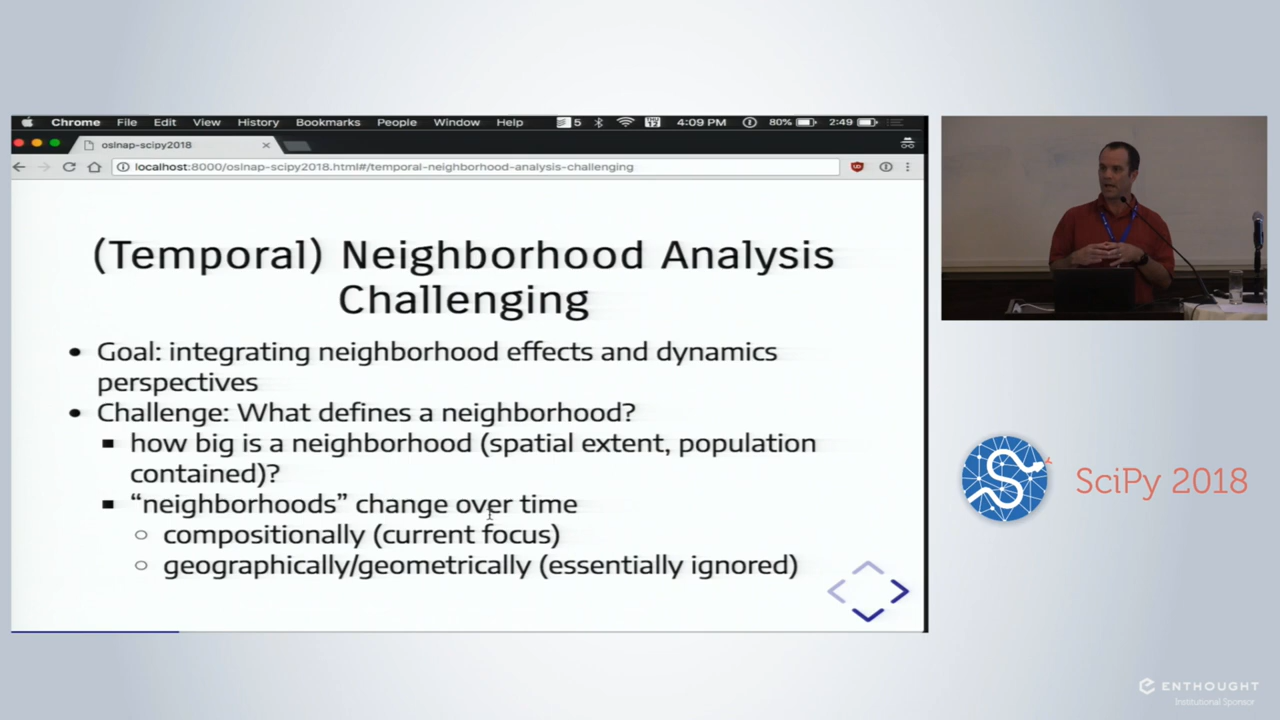 Chrome File Edit View History Bookmarks People Window Help 5 4:09 PM 80% 2:49
oslnap-scipy2018
localhost:8000/oslnap-scipy2018.html#/temporal-neighborhood-analysis-challenging
(Temporal) Neighborhood Analysis
Challenging
• Goal: integrating neighborhood effects and dynamics
perspectives
• Challenge: What defines a neighborhood?
▪ how big is a neighborhood (spatial extent, population
contained)?
▪ “neighborhoods” change over time
○ compositionally (current focus)
○ geographically/geometrically (essentially ignored)
SciPy 2018
ENTHOUGHT
Institutional Sponsor